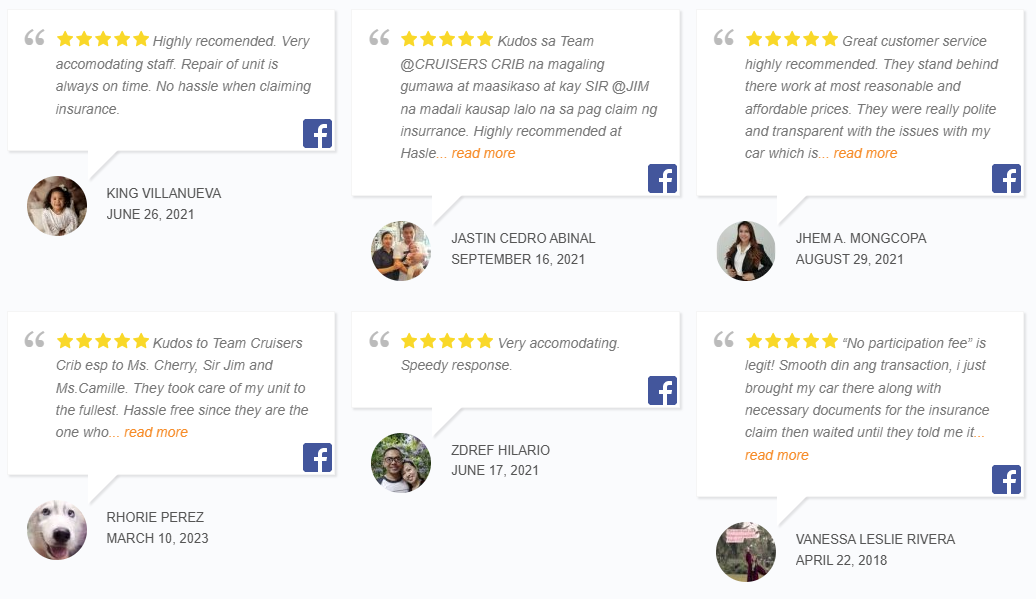 Highly recomended. Very
accomodating staff. Repair of unit is
always on time. No hassle when claiming
insurance.
KING VILLANUEVA
JUNE 26, 2021
Kudos sa Team
@CRUISERS CRIB na magaling
gumawa at maasikaso at kay SIR @JIM
na madali kausap lalo na sa pag claim ng
insurrance. Highly recommended at
Hasle... read more
JASTIN CEDRO ABINAL
SEPTEMBER 16, 2021
Great customer service
highly recommended. They stand behind
there work at most reasonable and
affordable prices. They were really polite
and transparent with the issues with my
car which is... read more
JHEM A. MONGCOPA
AUGUST 29, 2021
Kudos to Team Cruisers
Crib esp to Ms. Cherry, Sir Jim and
Ms.Camille. They took care of my unit to
the fullest. Hassle free since they are the
one who... read more
RHORIE PEREZ
MARCH 10, 2023
Very accomodating.
Speedy response.
ZDREF HILARIO
JUNE 17, 2021
“No participation fee” is
legit! Smooth din ang transaction, i just
brought my car there along with
necessary documents for the insurance
claim then waited until they told me it...
read more
VANESSA LESLIE RIVERA
APRIL 22, 2018